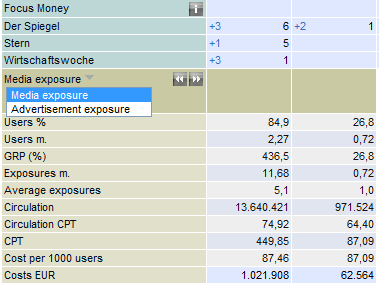 Focus Money i
Der Spiegel +3 6 +2 1
Stern +1 5
Wirtschaftswoche +3 1
Media exposure
Media exposure
Advertisement exposure
Users % 84,9 26,8
Users m. 2,27 0,72
GRP (%) 436,5 26,8
Exposures m. 11,68 0,72
Average exposures 5,1 1,0
Circulation 13.640.421 971.524
Circulation CPT 74,92 64,40
CPT 449,85 87,09
Cost per 1000 users 87,46 87,09
Costs EUR 1.021.908 62.564